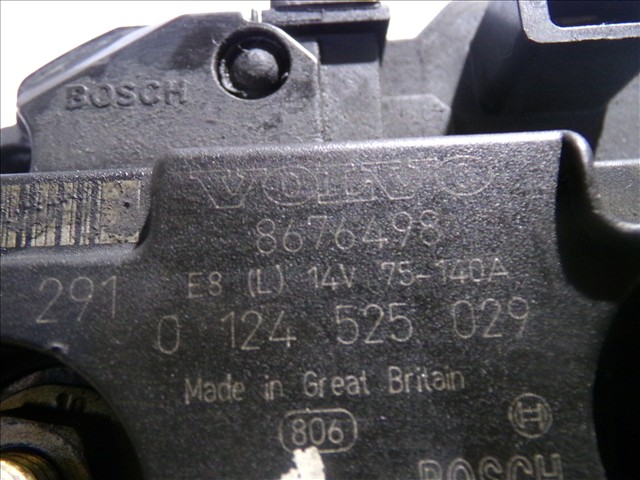 BOSCH
VOLVO
8676498
E8 (L) 14V 75-140A
291
0 124 525 029
Made in Great Britain
806
H
BOSCH